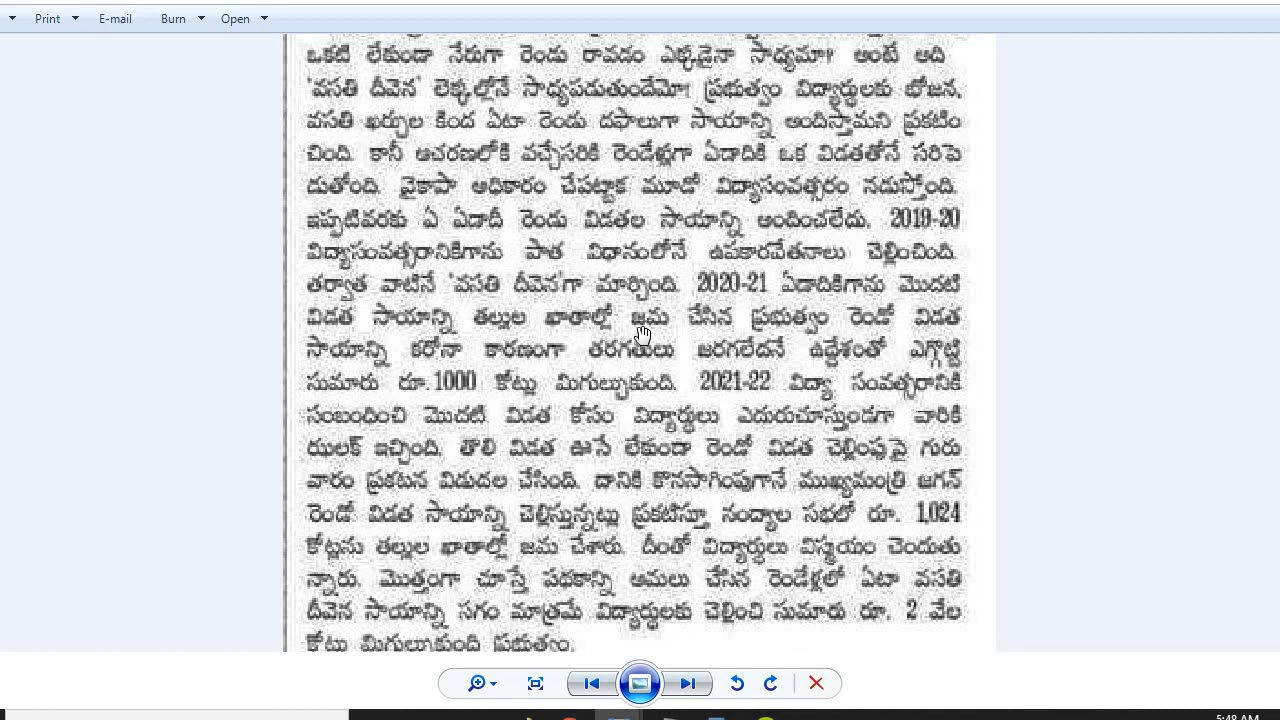 Print E-mail Burn Open
ఒకటి లేకుండా నేరుగా రెండు రావడం ఎక్కడైనా సాధ్యమా? అంటే అది
'వసతి దీవెన' లెక్కల్లోనే సాధ్యపడుతుందేమో! ప్రభుత్వం విద్యార్థులకు భోజన,
వసతి ఖర్చుల కింద ఏటా రెండు దఫాలుగా సాయాన్ని అందిస్తామని ప్రకటిం
చింది. కానీ ఆచరణలోకి వచ్చేసరికి రెండేళ్లుగా ఏడాదికి ఒక విడతతోనే సరిపె
డుతోంది. వైకాపా అధికారం చేపట్టాక మూడో విద్యాసంవత్సరం నడుస్తోంది.
ఇప్పటివరకు ఏ ఏడాదీ రెండు విడతల సాయాన్ని అందించలేదు. 2019-20
విద్యాసంవత్సరానికిగాను పాత విధానంలోనే ఉపకారవేతనాలు చెల్లించింది.
తర్వాత వాటినే 'వసతి దీవెన'గా మార్చింది. 2020-21 ఏడాదికిగాను మొదటి
విడత సాయాన్ని తల్లుల ఖాతాల్లో జమ చేసిన ప్రభుత్వం రెండో విడత
సాయాన్ని కరోనా కారణంగా తరగతులు జరగలేదనే ఉద్దేశంతో ఎగ్గొట్టి
సుమారు రూ.1000 కోట్లు మిగుల్చుకుంది. 2021-22 విద్యా సంవత్సరానికి
సంబంధించి మొదటి విడత కోసం విద్యార్థులు ఎదురుచూస్తుండగా వారికి
ఝలక్ ఇచ్చింది. తొలి విడత ఊసే లేకుండా రెండో విడత చెల్లింపుపై గురు
వారం ప్రకటన విడుదల చేసింది. దానికి కొనసాగింపుగానే ముఖ్యమంత్రి జగన్
రెండో విడత సాయాన్ని చెల్లిస్తున్నట్లు ప్రకటిస్తూ నంద్యాల సభలో రూ. 1,024
కోట్లను తల్లుల ఖాతాల్లో జమ చేశారు. దీంతో విద్యార్థులు విస్మయం చెందుతు
న్నారు. మొత్తంగా చూస్తే పథకాన్ని అమలు చేసిన రెండేళ్లలో ఏటా వసతి
దీవెన సాయాన్ని సగం మాత్రమే విద్యార్థులకు చెల్లించి సుమారు రూ. 2 వేల
కోట్లు మిగుల్చుకుంది ప్రభుత్వం.
5:48 AM